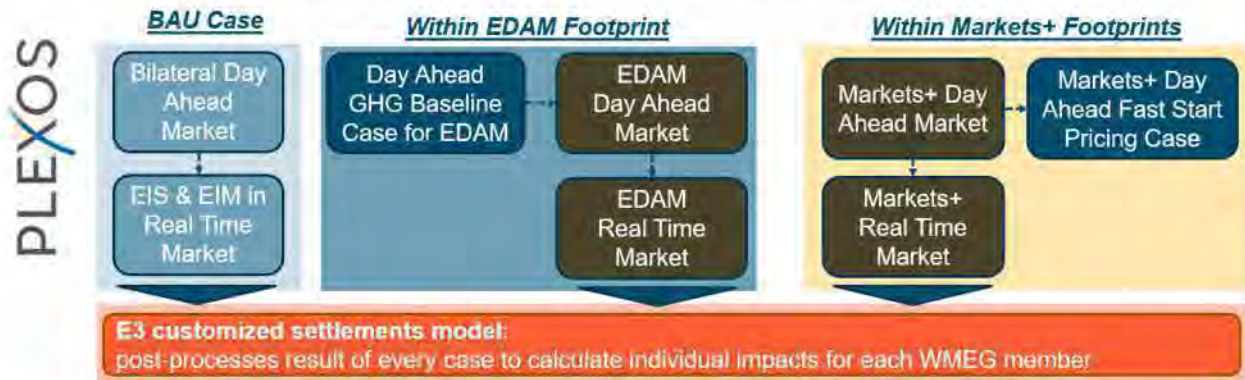 PLEXOS
BAU Case
Bilateral Day
Ahead
Market
EIS & EIM in
Real Time
Market
Within EDAM Footprint
Day Ahead
GHG Baseline
Case for EDAM
EDAM
Day Ahead
Market
EDAM
Real Time
Market
Within Markets+ Footprints
Markets+ Day
Ahead Market
Markets+ Day
Ahead Fast Start
Pricing Case
Markets+
Real Time
Market
E3 customized settlements model:
post-processes result of every case to calculate individual impacts for each WMEG member